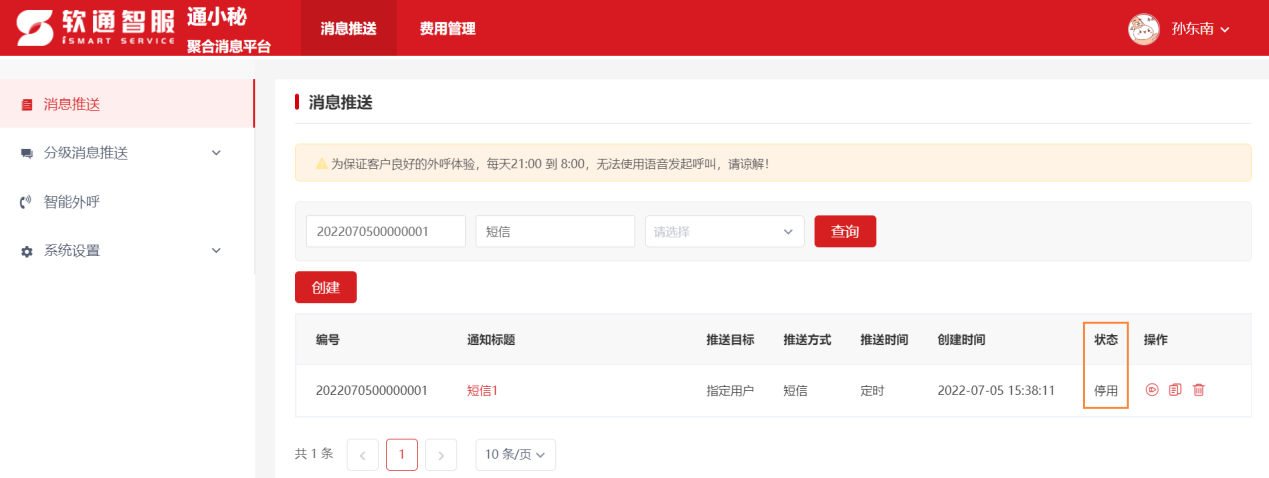 软通智服 通小秘 消息推送 费用管理 孙东南
iSMART SERVICE 聚合消息平台
消息推送
分级消息推送
智能外呼
系统设置
消息推送
为保证客户良好的外呼体验，每天21:00 到 8:00，无法使用语音发起呼叫，请谅解！
2022070500000001 短信 请选择 查询
创建
编号 通知标题 推送目标 推送方式 推送时间 创建时间 状态 操作
2022070500000001 短信1 指定用户 短信 定时 2022-07-05 15:38:11 停用
共 1 条 1 10 条/页